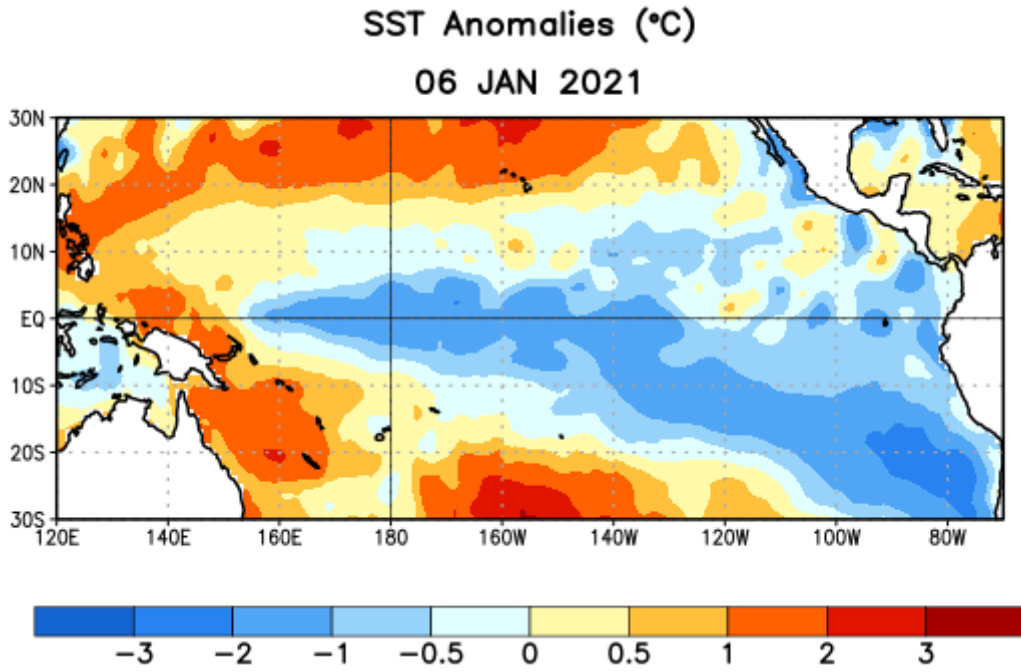 SST Anomalies (°C)
06 JAN 2021
30N
20N
10N
EQ
10S
20S
30S
120E 140E 160E 180 160W 140W 120W 100W 80W
-3 -2 -1 -0.5 0 0.5 1 2 3